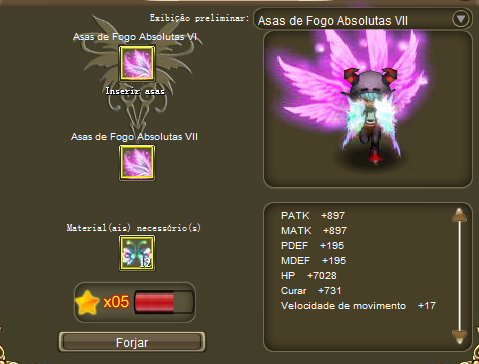 Exibição preliminar:
Asas de Fogo Absolutas VII
Asas de Fogo Absolutas VI
Inserir asas
Asas de Fogo Absolutas VII
Material(ais) necessório(s)
12
x05
Forjar
PATK +897
MATK +897
PDEF +195
MDEF +195
HP +7028
Curar +731
Velocidade de movimento +17